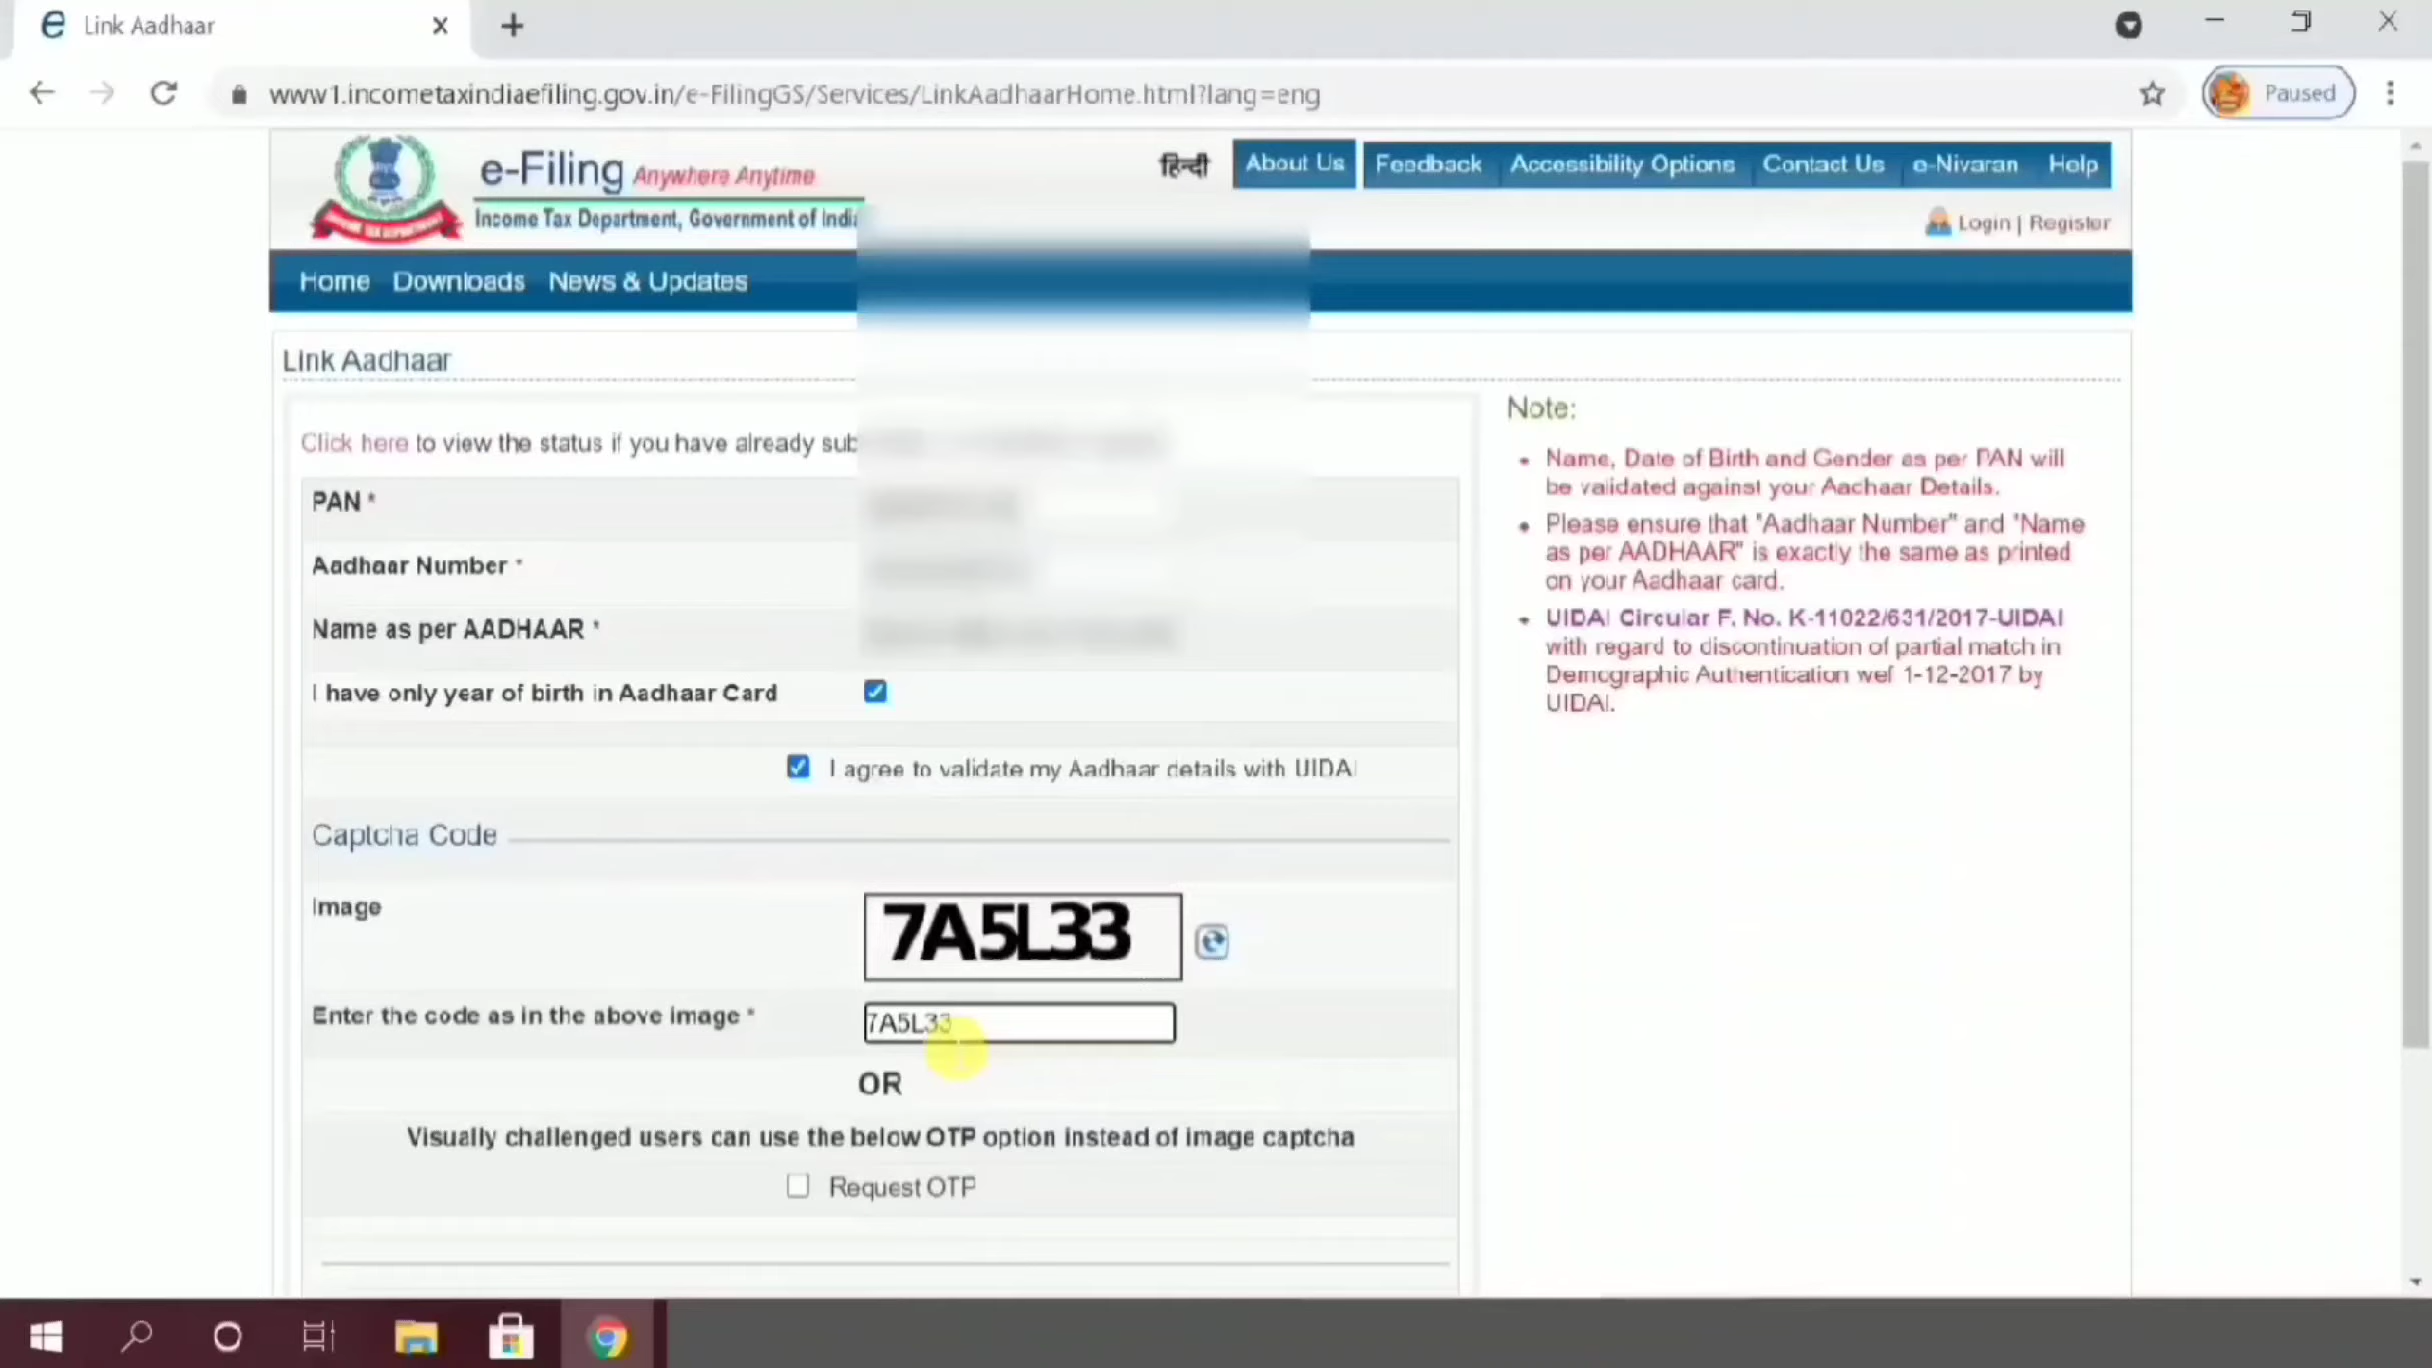 Link Aadhaar
www1.incometaxindiaefiling.gov.in/e-FilingGS/Services/LinkAadhaarHome.html?lang=eng
Paused
e-Filing Anywhere Anytime
Income Tax Department, Government of India
हिन्दी About Us Feedback Accessibility Options Contact Us e-Nivaran Help
Login | Register
Home Downloads News & Updates
Link Aadhaar
Click here to view the status if you have already sub
PAN *
Aadhaar Number *
Name as per AADHAAR *
I have only year of birth in Aadhaar Card
I agree to validate my Aadhaar details with UIDAI
Captcha Code
Image
7A5L33
Enter the code as in the above image *
7A5L33
OR
Visually challenged users can use the below OTP option instead of image captcha
Request OTP
Note:
Name, Date of Birth and Gender as per PAN will
be validated against your Aadhaar Details.
Please ensure that "Aadhaar Number" and "Name
as per AADHAAR" is exactly the same as printed
on your Aadhaar card.
UIDAI Circular F. No. K-11022/631/2017-UIDAI
with regard to discontinuation of partial match in
Demographic Authentication wef 1-12-2017 by
UIDAI.